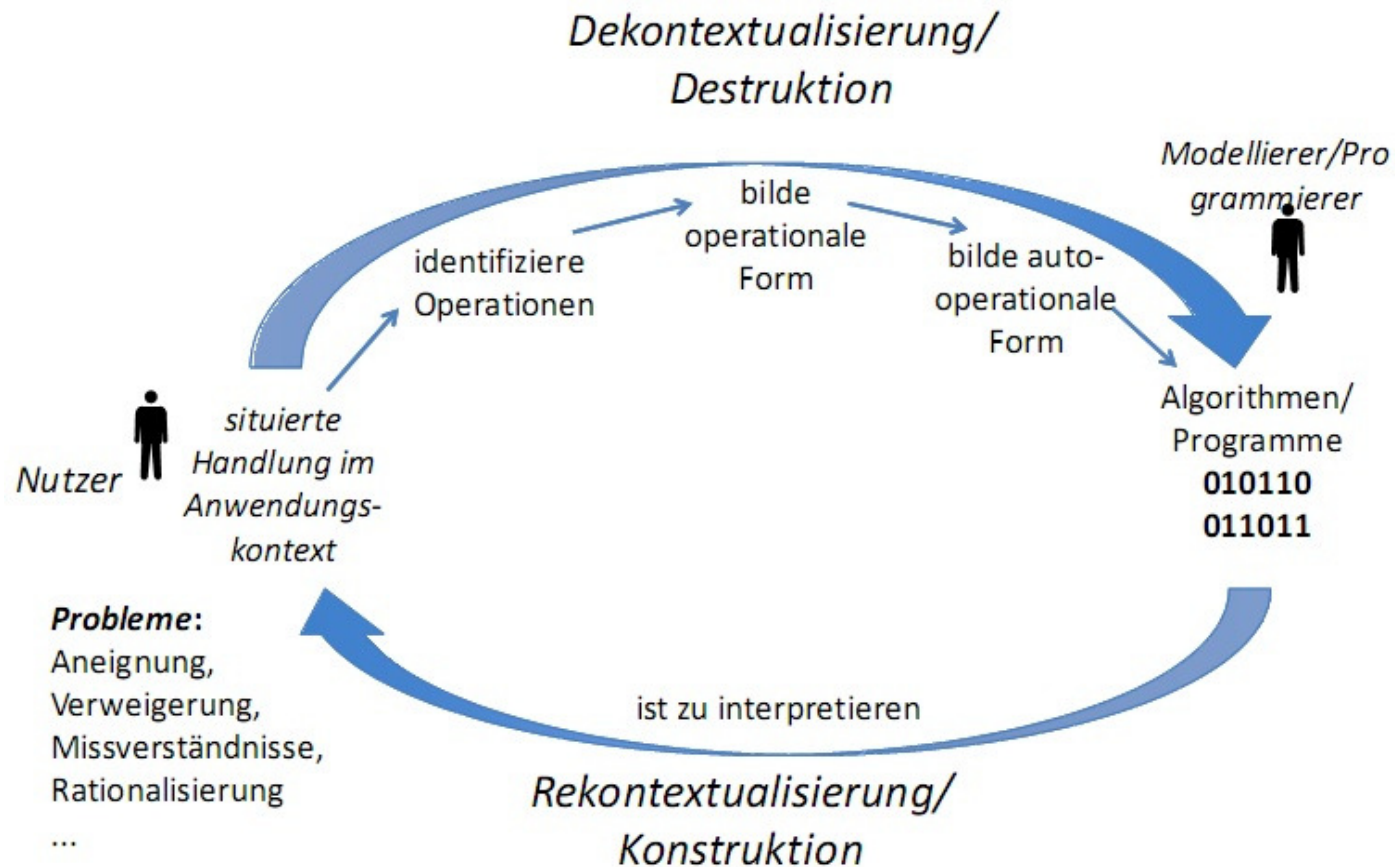 Dekontextualisierung/
Destruktion
Modellierer/Pro
grammierer
bilde
operationale
Form
identifiziere
Operationen
bilde auto-
operationale
Form
Nutzer
situierte
Handlung im
Anwendungs-
kontext
Algorithmen/
Programme
010110
011011
Probleme:
Aneignung,
Verweigerung,
Missverständnisse,
Rationalisierung
...
ist zu interpretieren
Rekontextualisierung/
Konstruktion